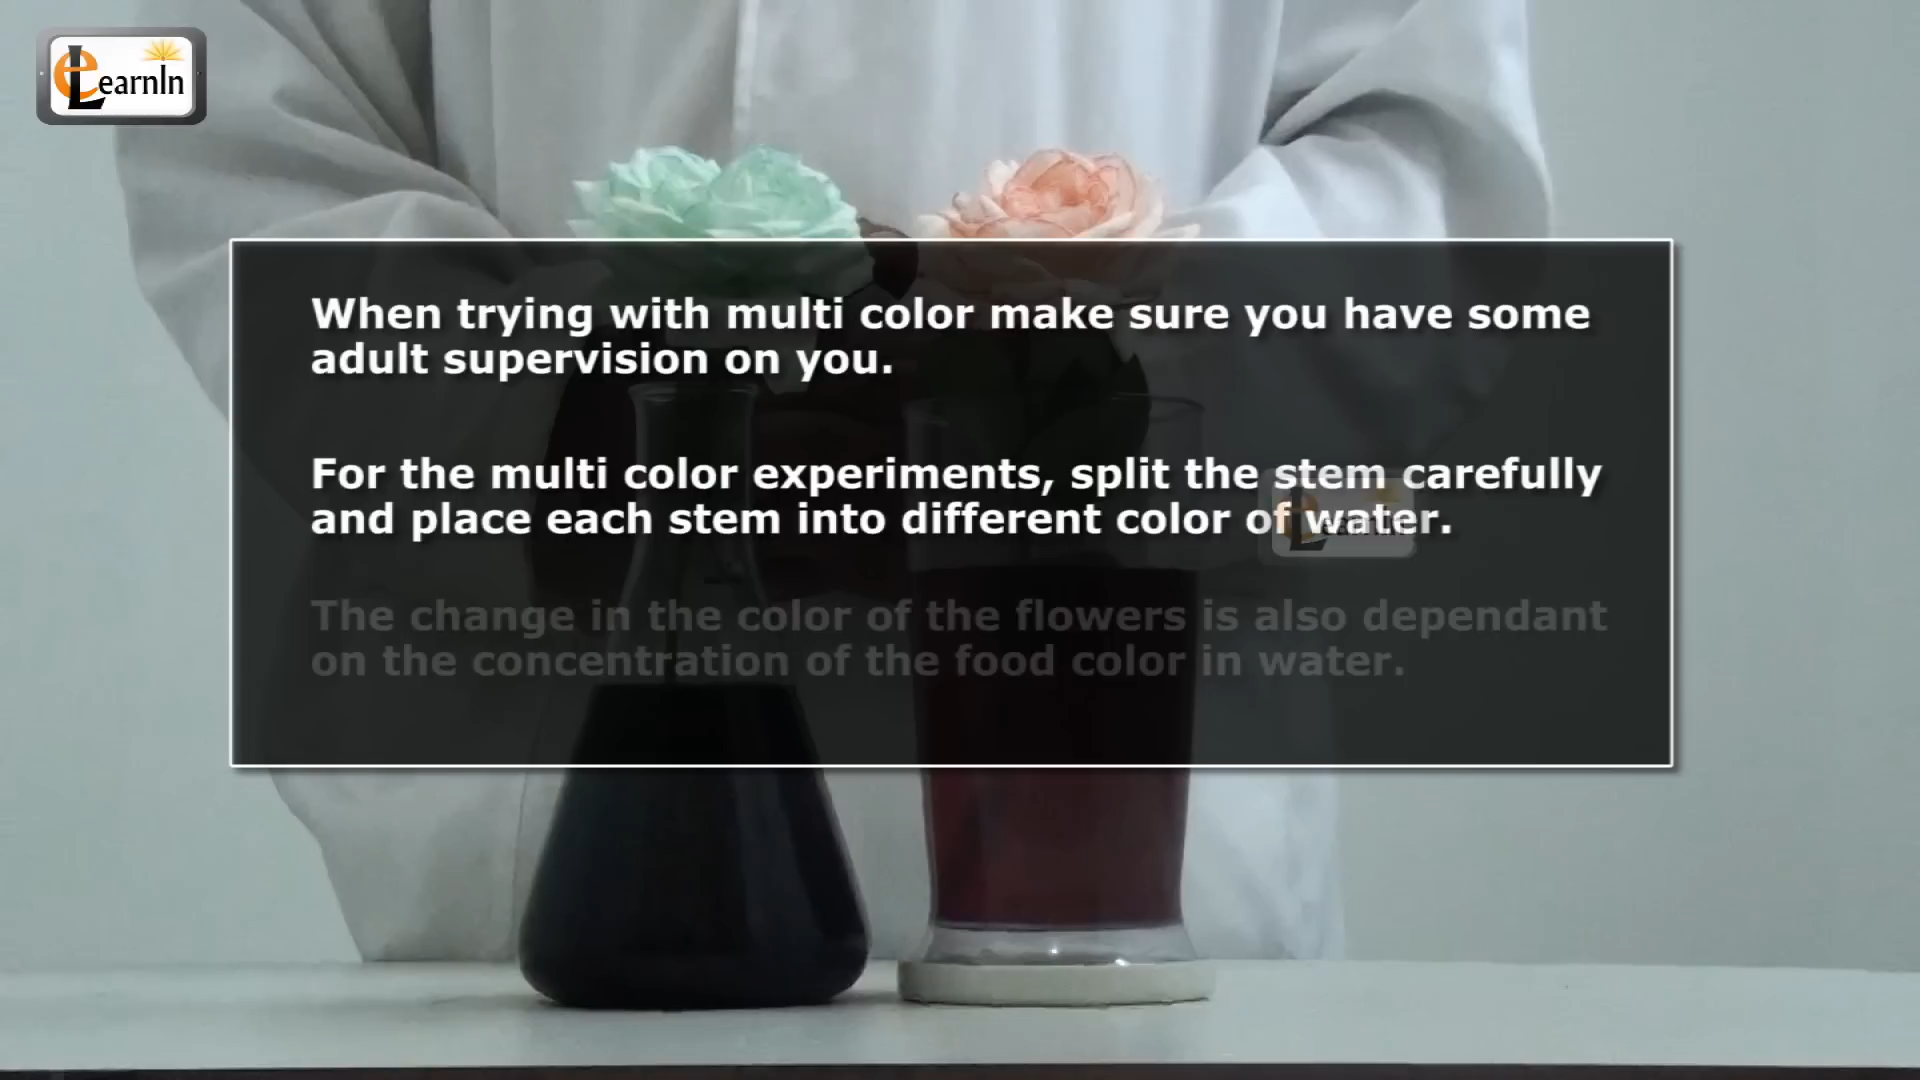 eLearnIn
When trying with multi color make sure you have some
adult supervision on you.
For the multi color experiments, split the stem carefully
and place each stem into different color of water.
eLearnIn
The change in the color of the flowers is also dependant
on the concentration of the food color in water.